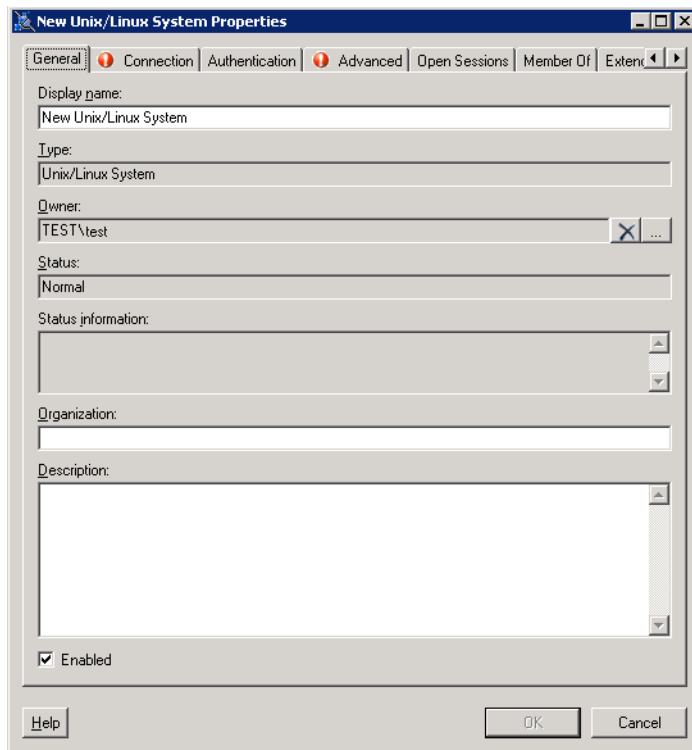 New Unix/Linux System Properties
General Connection Authentication Advanced Open Sessions Member Of
Display name:
New Unix/Linux System
Type:
Unix/Linux System
Owner:
TEST\test
...
Status:
Normal
Status information:
Organization:
Description:
Enabled
Help OK Cancel